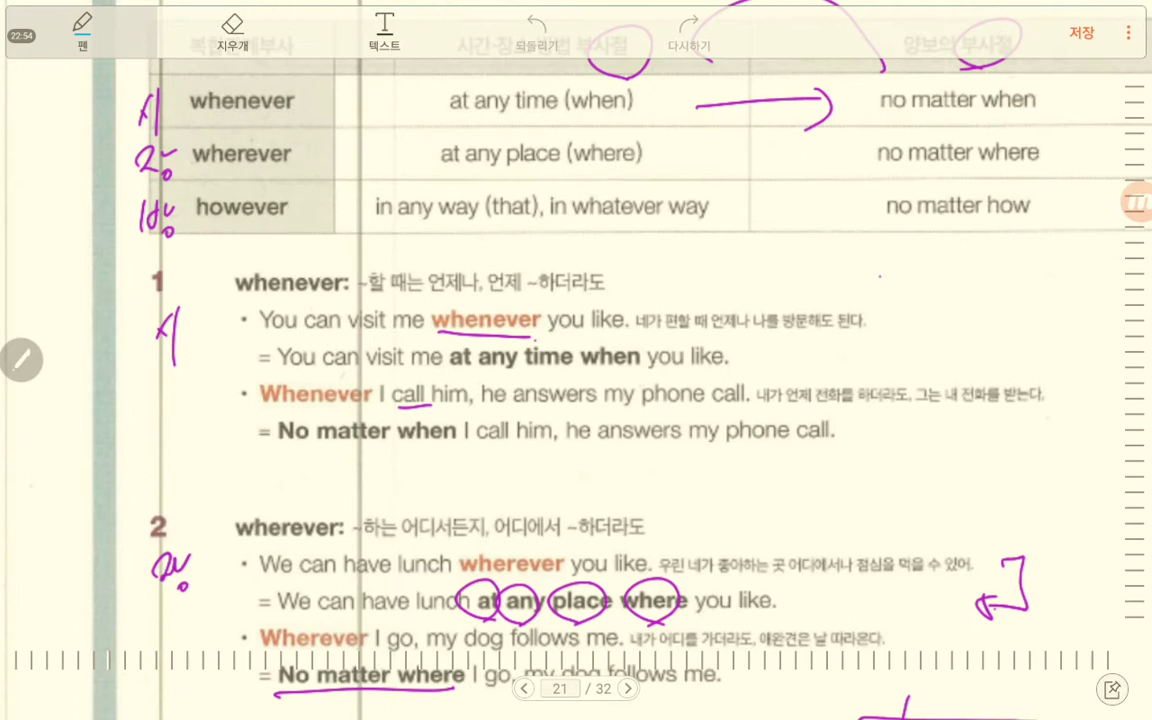 22:54
펜 지우개 텍스트 되돌리기 다시하기 저장
시간·장 부사절 양보의 부사절
whenever at any time (when) no matter when
wherever at any place (where) no matter where
however in any way (that), in whatever way no matter how
1 whenever: ~할 때는 언제나, 언제 ~하더라도
• You can visit me whenever you like. 네가 편할 때 언제나 나를 방문해도 된다.
= You can visit me at any time when you like.
• Whenever I call him, he answers my phone call. 내가 언제 전화를 하더라도, 그는 내 전화를 받는다.
= No matter when I call him, he answers my phone call.
2 wherever: ~하는 어디서든지, 어디에서 ~하더라도
• We can have lunch wherever you like. 우린 네가 좋아하는 곳 어디에서나 점심을 먹을 수 있어.
= We can have lunch at any place where you like.
• Wherever I go, my dog follows me. 내가 어디를 가더라도, 애완견은 날 따라온다.
= No matter where I go, my dog follows me.
21 / 32